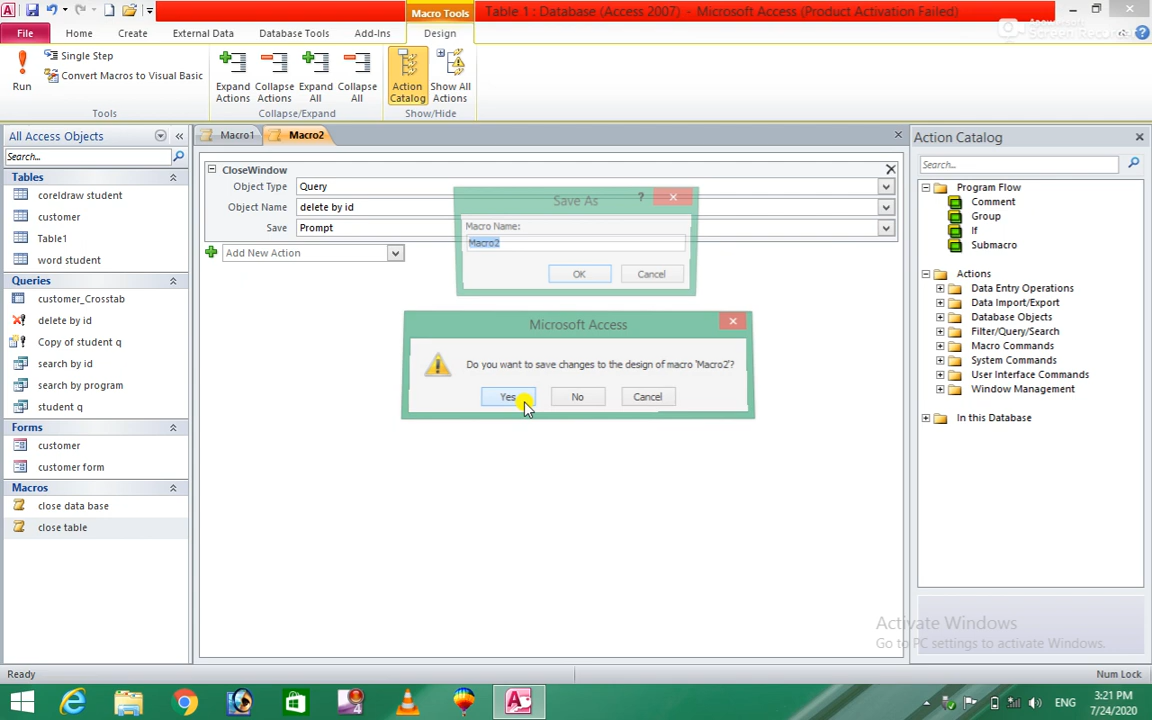 Macro Tools
Table 1 : Database (Access 2007) - Microsoft Access (Product Activation Failed)
File Home Create External Data Database Tools Add-Ins Design
Single Step
Convert Macros to Visual Basic
Run
Expand Actions
Collapse Actions
Expand All
Collapse All
Action Catalog
Show All Actions
Tools
Collapse/Expand
Show/Hide
All Access Objects
Search...
Tables
coreldraw student
customer
Table1
word student
Queries
customer_Crosstab
delete by id
Copy of student q
search by id
search by program
student q
Forms
customer
customer form
Macros
close data base
close table
Macro1
Macro2
CloseWindow
Object Type Query
Object Name delete by id
Save Prompt
Add New Action
Save As
?
Macro Name:
Macro2
OK Cancel
Microsoft Access
Do you want to save changes to the design of macro 'Macro2'?
Yes No Cancel
Action Catalog
Search...
Program Flow
Comment
Group
If
Submacro
Actions
Data Entry Operations
Data Import/Export
Database Objects
Filter/Query/Search
Macro Commands
System Commands
User Interface Commands
Window Management
In this Database
Activate Windows
Go to PC settings to activate Windows.
Ready
Num Lock
ENG
3:21 PM
7/24/2020